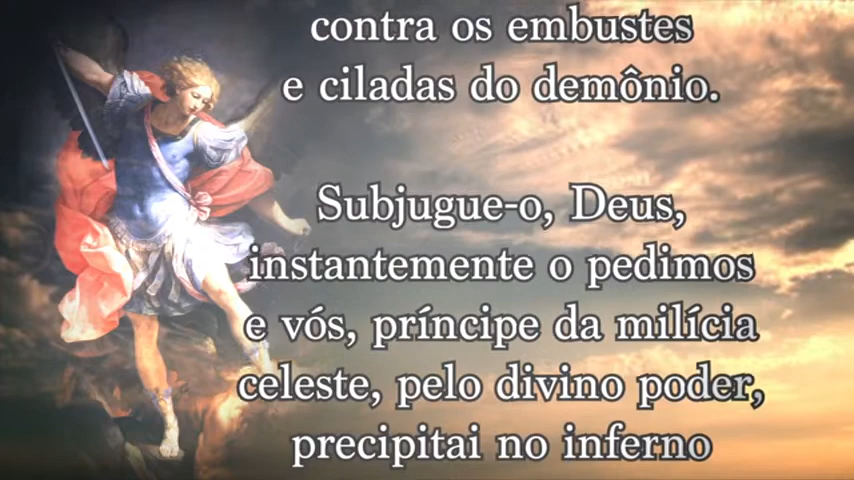 contra os embustes
e ciladas do demônio.
Subjugue-o, Deus,
instantemente o pedimos
e vós, príncipe da milícia
celeste, pelo divino poder,
precipitai no inferno